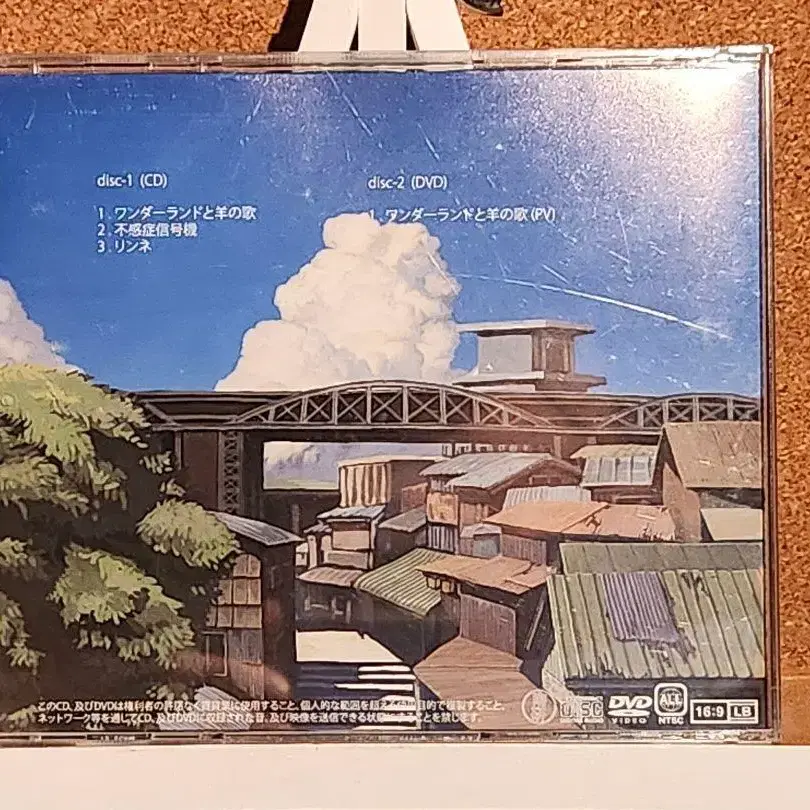 disc-1 (CD)
1. ワンダーランドと羊の歌
2. 不感症信号機
3. リンネ
disc-2 (DVD)
1. ワンダーランドと羊の歌 (PV)
このCD、及びDVDは権利者の許諾なく賃貸業に使用すること、個人的な範囲を超える使用目的で複製すること、
ネットワーク等を通してCD、及びDVDに収録された音、及び映像を送信できる状態にすることを禁じます。
DISC
DVD
VIDEO
ALL
NTSC
16:9 LB